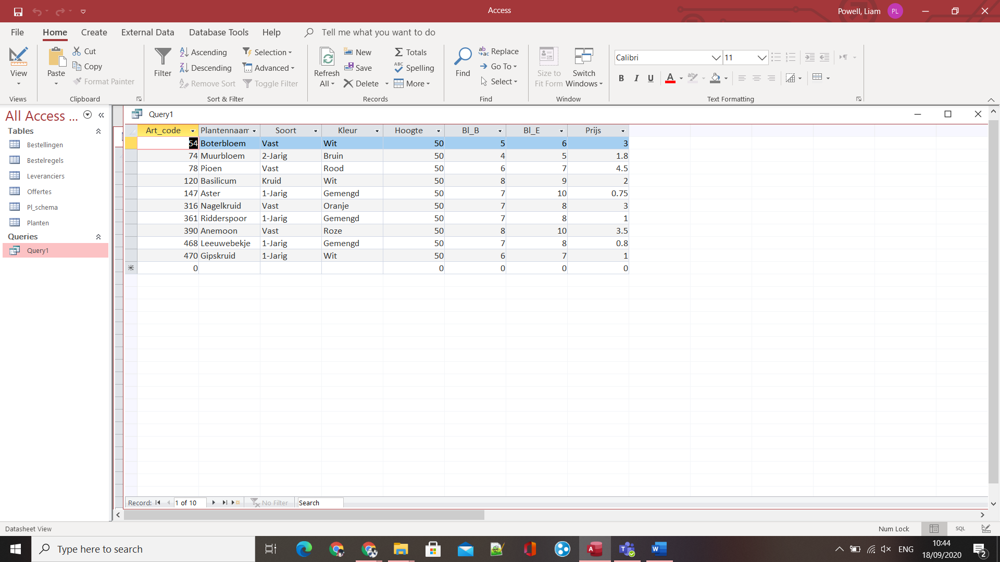 Access
Powell, Liam PL
File Home Create External Data Database Tools Help Tell me what you want to do
View
Views
Paste
Cut
Copy
Format Painter
Clipboard
Filter
Ascending
Descending
Remove Sort
Selection
Advanced
Toggle Filter
Sort & Filter
Refresh
All
New
Save
Delete
Totals
Spelling
More
Records
Find
Replace
Go To
Select
Find
Size to
Fit Form
Switch
Windows
Window
Calibri 11
B I U A
Text Formatting
All Access ...
Tables
Bestellingen
Bestelregels
Leveranciers
Offertes
Pl_schema
Planten
Queries
Query1
Query1
Art_code Plantennaam Soort Kleur Hoogte Bl_B Bl_E Prijs
54 Boterbloem Vast Wit 50 5 6 3
74 Muurbloem 2-Jarig Bruin 50 4 5 1.8
78 Pioen Vast Rood 50 6 7 4.5
120 Basilicum Kruid Wit 50 8 9 2
147 Aster 1-Jarig Gemengd 50 7 10 0.75
316 Nagelkruid Vast Oranje 50 7 8 3
361 Ridderspoor 1-Jarig Gemengd 50 7 8 1
390 Anemoon Vast Roze 50 8 10 3.5
468 Leeuwebekje 1-Jarig Gemengd 50 7 8 0.8
470 Gipskruid 1-Jarig Wit 50 6 7 1
0 0 0 0 0
Record: 1 of 10 No Filter Search
Datasheet View Num Lock SQL
Type here to search
ENG
10:44
18/09/2020
2